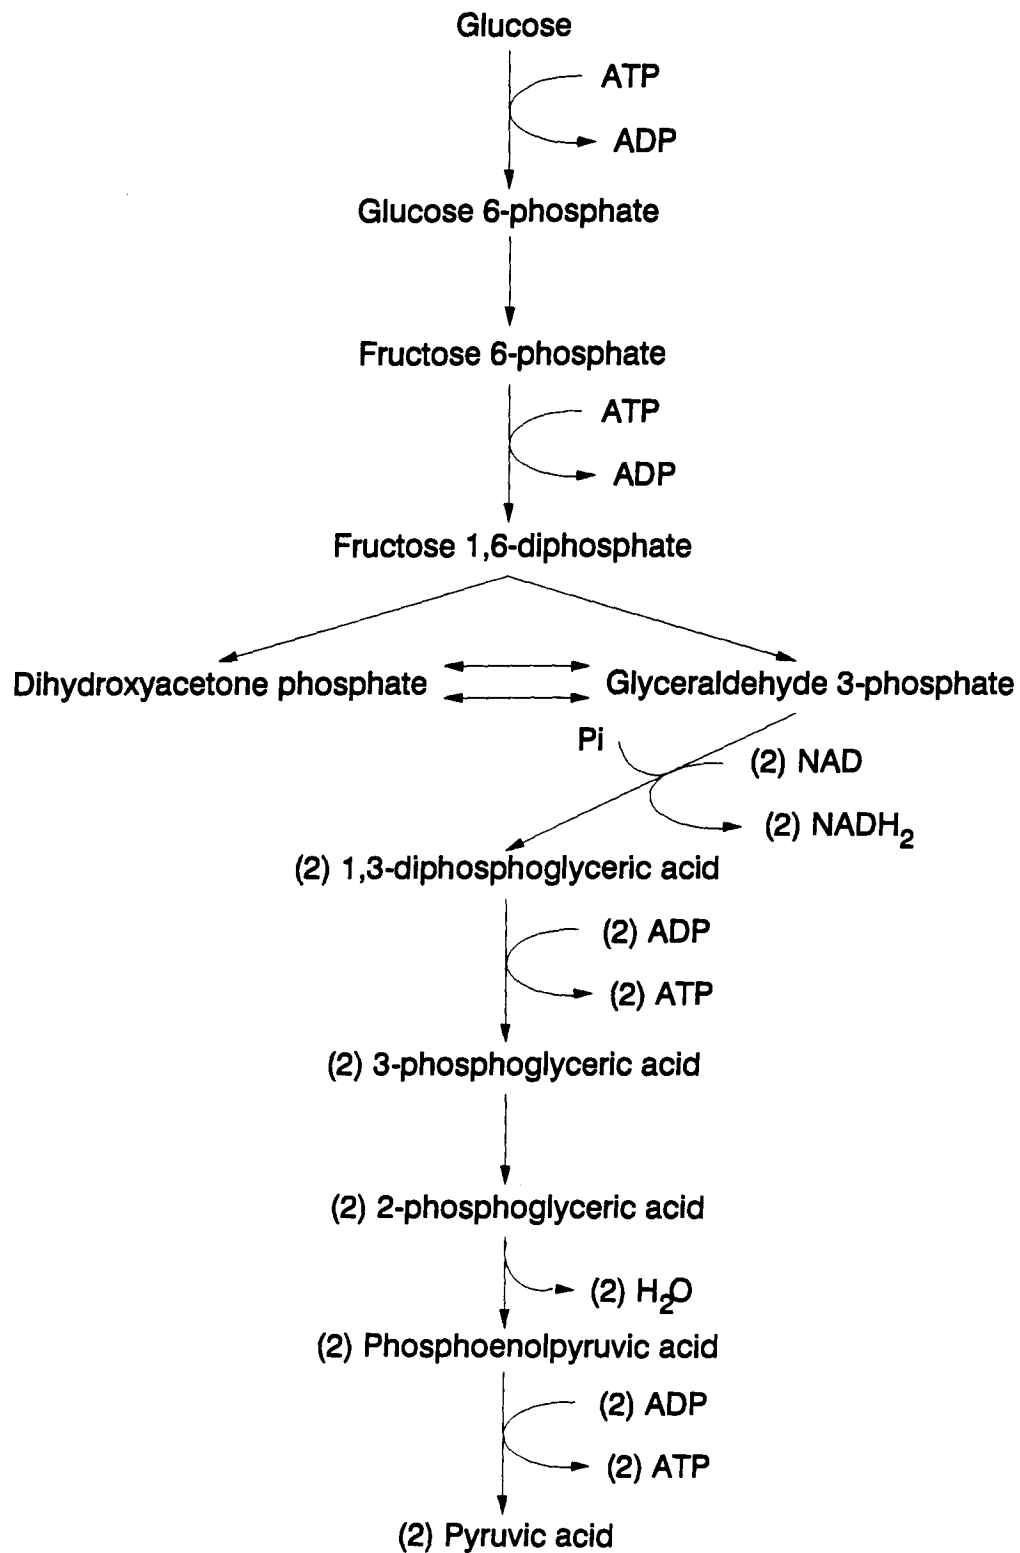 Glucose
ATP
ADP
Glucose 6-phosphate
Fructose 6-phosphate
ATP
ADP
Fructose 1,6-diphosphate
Dihydroxyacetone phosphate
Glyceraldehyde 3-phosphate
Pi
(2) NAD
(2) NADH2
(2) 1,3-diphosphoglyceric acid
(2) ADP
(2) ATP
(2) 3-phosphoglyceric acid
(2) 2-phosphoglyceric acid
(2) H2O
(2) Phosphoenolpyruvic acid
(2) ADP
(2) ATP
(2) Pyruvic acid